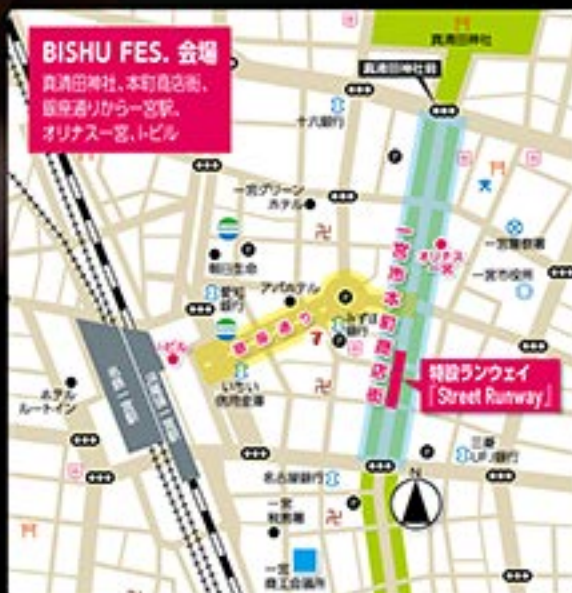 BISHU FES. 会場
真清田神社、本町商店街、
銀座通りから一宮駅、
オリナス一宮、i-ビル
真清田神社
真清田神社前
十六銀行
一宮グリーン
ホテル
朝日生命
愛知
銀行
アパホテル
オリナス
一宮
一宮警察署
一宮市役所
一宮市本町商店街
i-ビル
銀座通り
みずほ
銀行
いちい
信用金庫
特設ランウェイ
『Street Runway』
ホテル
ルートイン
三菱
UFJ銀行
名古屋銀行
N
一宮
税務署
一宮
商工会議所